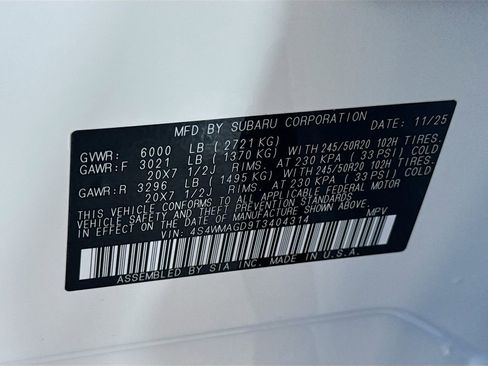 MFD BY SUBARU CORPORATION DATE: 11/25
GVWR: 6000 LB ( 2721 KG)
GAWR:F 3021 LB ( 1370 KG) WITH 245/50R20 102H TIRES.
20X7 1/2J RIMS. AT 230 KPA ( 33 PSI) COLD
GAWR:R 3296 LB ( 1495 KG) WITH 245/50R20 102H TIRES.
20X7 1/2J RIMS. AT 230 KPA ( 33 PSI) COLD
THIS VEHICLE CONFORMS TO ALL APPLICABLE FEDERAL MOTOR
VEHICLE SAFETY AND BUMPER STANDARDS IN EFFECT
ON THE DATE OF MANUFACTURE SHOWN ABOVE.
VIN: 4S4WMAGD9T3404314 MPV
ASSEMBLED BY SIA INC. MADE IN U.S.A.